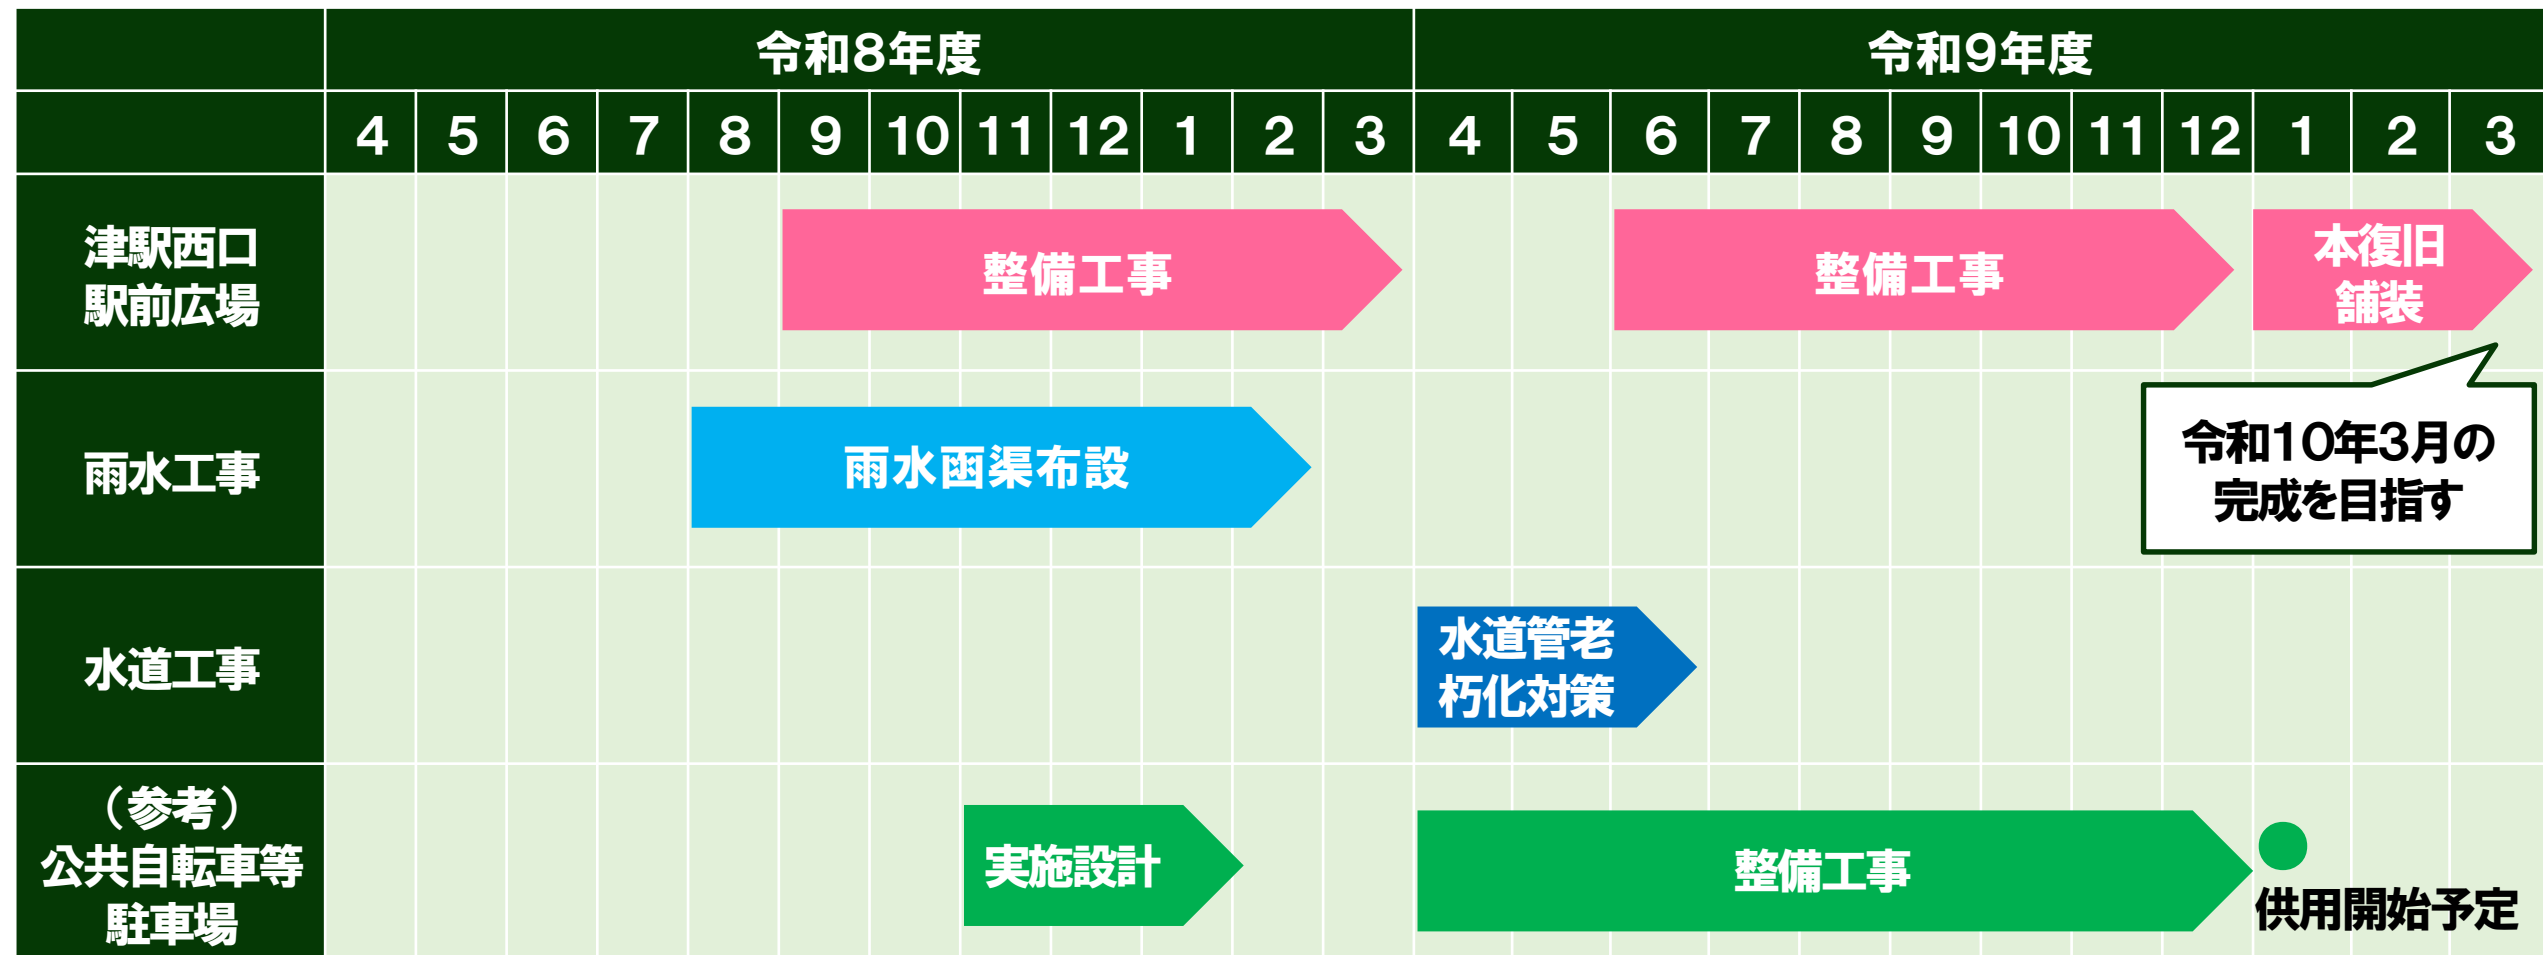 令和8年度 令和9年度
4 5 6 7 8 9 10 11 12 1 2 3 4 5 6 7 8 9 10 11 12 1 2 3
津駅西口
駅前広場
整備工事
整備工事
本復旧
舗装
令和10年3月の
完成を目指す
雨水工事
雨水函渠布設
水道工事
水道管老
朽化対策
(参考)
公共自転車等
駐車場
実施設計
整備工事
供用開始予定